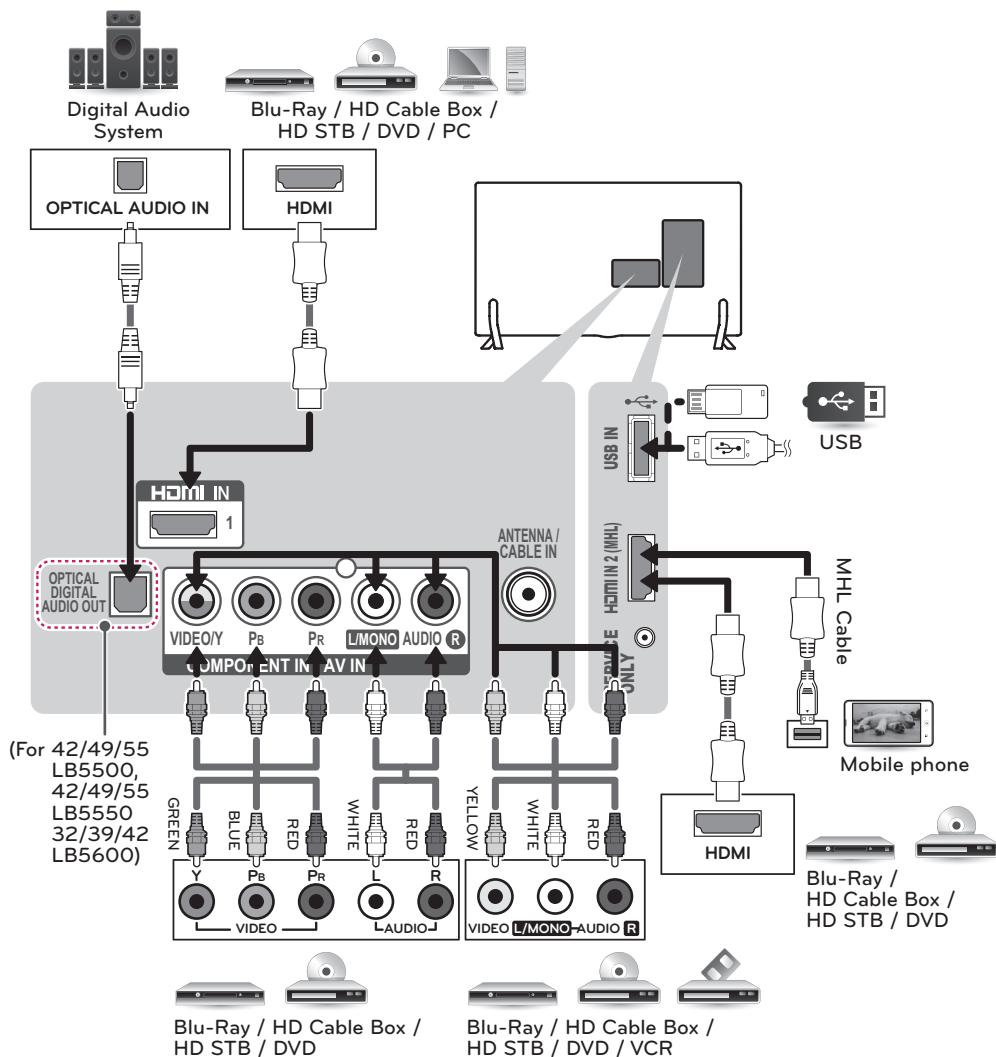 Digital Audio
System
Blu-Ray / HD Cable Box /
HD STB / DVD / PC
OPTICAL AUDIO IN
HDMI
USB IN
USB
HDMI IN
1
ANTENNA /
CABLE IN
HDMI IN 2 (MHL)
MHL Cable
OPTICAL
DIGITAL
AUDIO OUT
VIDEO/Y
PB
PR
L/MONO
AUDIO
R
COMPONENT IN / AV IN
SERVICE
ONLY
Mobile phone
(For 42/49/55
LB5500,
42/49/55
LB5550
32/39/42
LB5600)
GREEN
BLUE
RED
WHITE
RED
YELLOW
WHITE
RED
HDMI
Y
PB
PR
L
R
VIDEO
AUDIO
VIDEO
L/MONO
AUDIO
R
Blu-Ray /
HD Cable Box /
HD STB / DVD
Blu-Ray / HD Cable Box /
HD STB / DVD
Blu-Ray / HD Cable Box /
HD STB / DVD / VCR